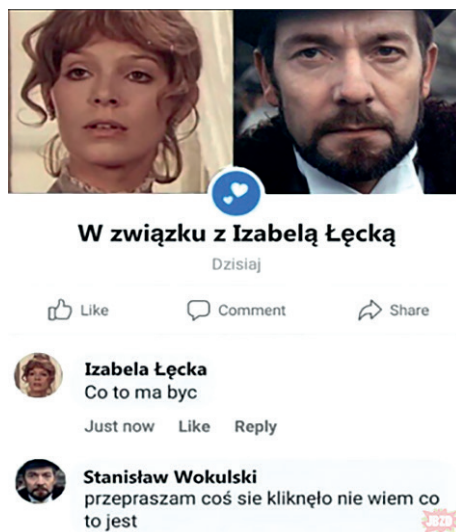 W związku z Izabelą Łęcką
Dzisiaj
Like Comment Share
Izabela Łęcka
Co to ma byc
Just now Like Reply
Stanisław Wokulski
przepraszam coś sie kliknęło nie wiem co
to jest
JBZD